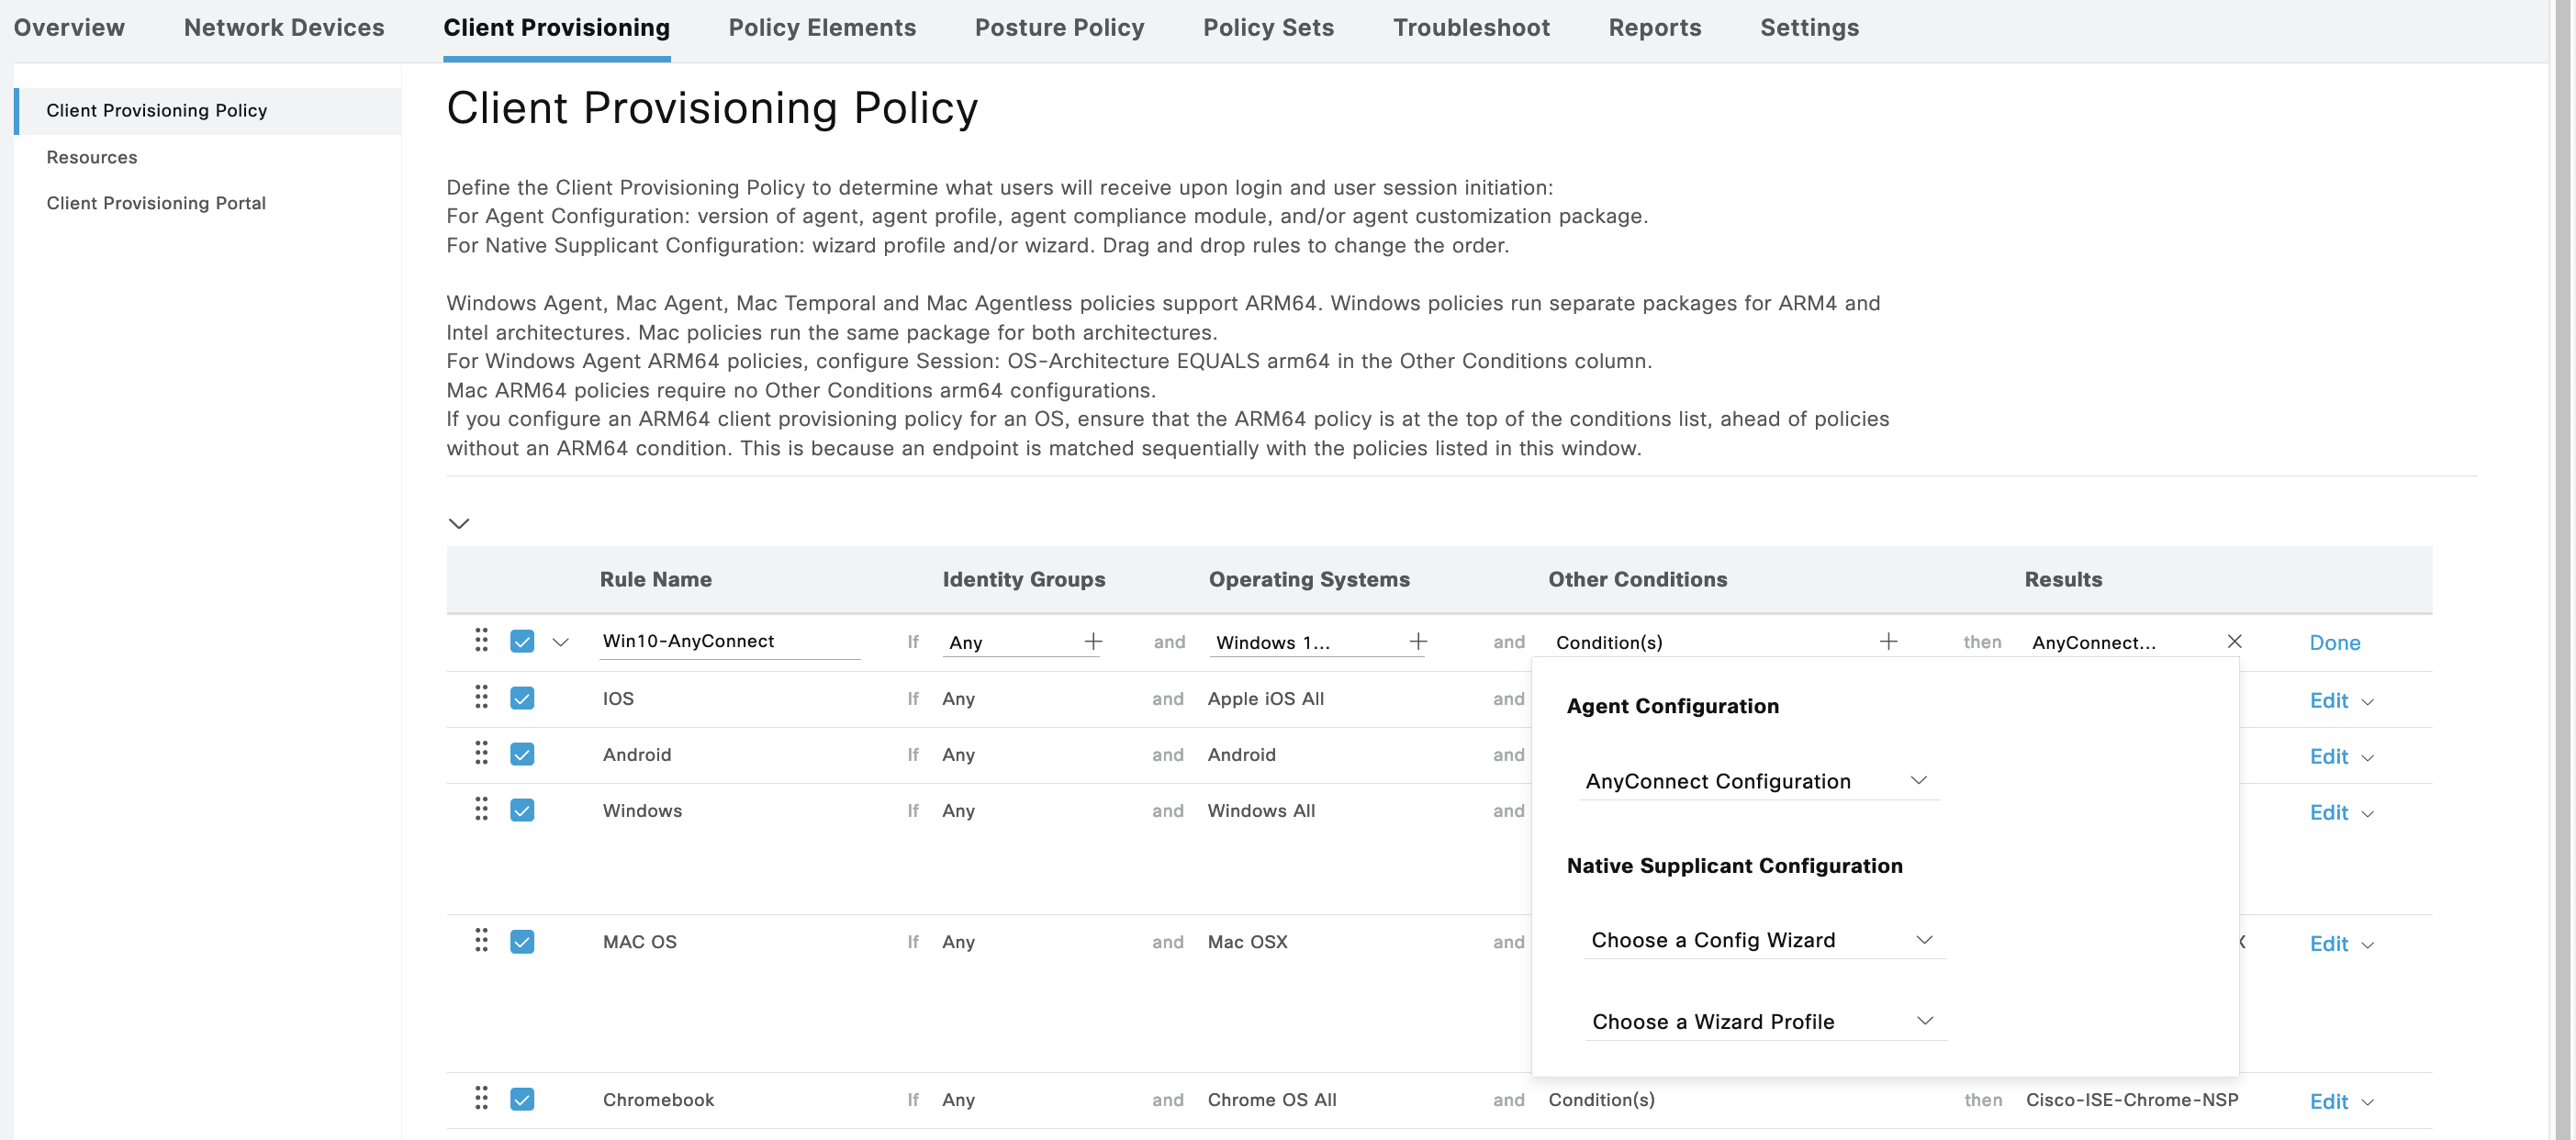 Overview Network Devices Client Provisioning Policy Elements Posture Policy Policy Sets Troubleshoot Reports Settings
Client Provisioning Policy
Resources
Client Provisioning Portal
Client Provisioning Policy
Define the Client Provisioning Policy to determine what users will receive upon login and user session initiation:
For Agent Configuration: version of agent, agent profile, agent compliance module, and/or agent customization package.
For Native Supplicant Configuration: wizard profile and/or wizard. Drag and drop rules to change the order.
Windows Agent, Mac Agent, Mac Temporal and Mac Agentless policies support ARM64. Windows policies run separate packages for ARM4 and
Intel architectures. Mac policies run the same package for both architectures.
For Windows Agent ARM64 policies, configure Session: OS-Architecture EQUALS arm64 in the Other Conditions column.
Mac ARM64 policies require no Other Conditions arm64 configurations.
If you configure an ARM64 client provisioning policy for an OS, ensure that the ARM64 policy is at the top of the conditions list, ahead of policies
without an ARM64 condition. This is because an endpoint is matched sequentially with the policies listed in this window.
Rule Name Identity Groups Operating Systems Other Conditions Results
Win10-AnyConnect If Any and Windows 1... and Condition(s) then AnyConnect... Done
IOS If Any and Apple iOS All and Edit
Android If Any and Android and Edit
Windows If Any and Windows All and Edit
MAC OS If Any and Mac OSX and Edit
Chromebook If Any and Chrome OS All and Condition(s) then Cisco-ISE-Chrome-NSP Edit
Agent Configuration
AnyConnect Configuration
Native Supplicant Configuration
Choose a Config Wizard
Choose a Wizard Profile